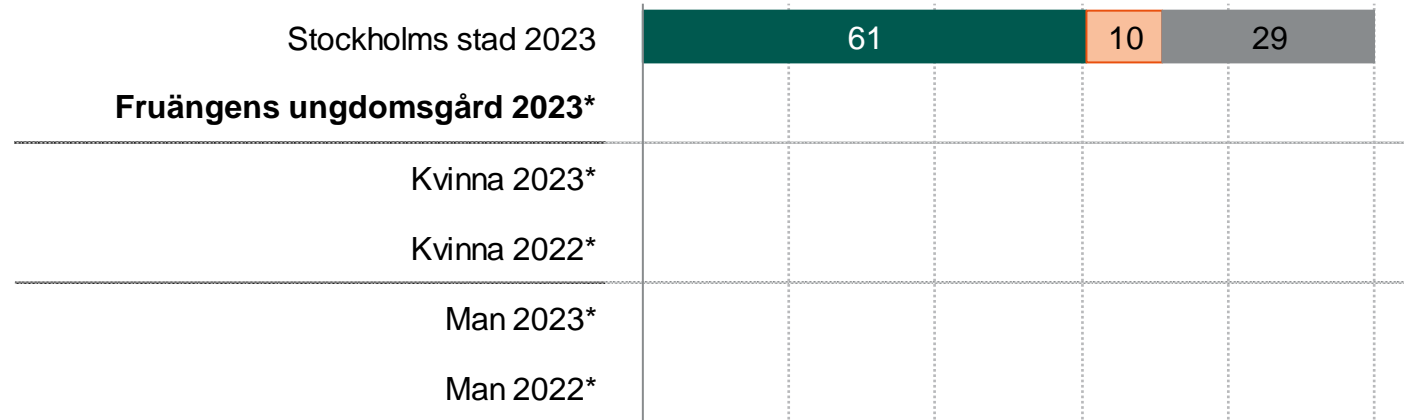 Stockholms stad 2023 61 10 29
Fruängens ungdomsgård 2023*
Kvinna 2023*
Kvinna 2022*
Man 2023*
Man 2022*